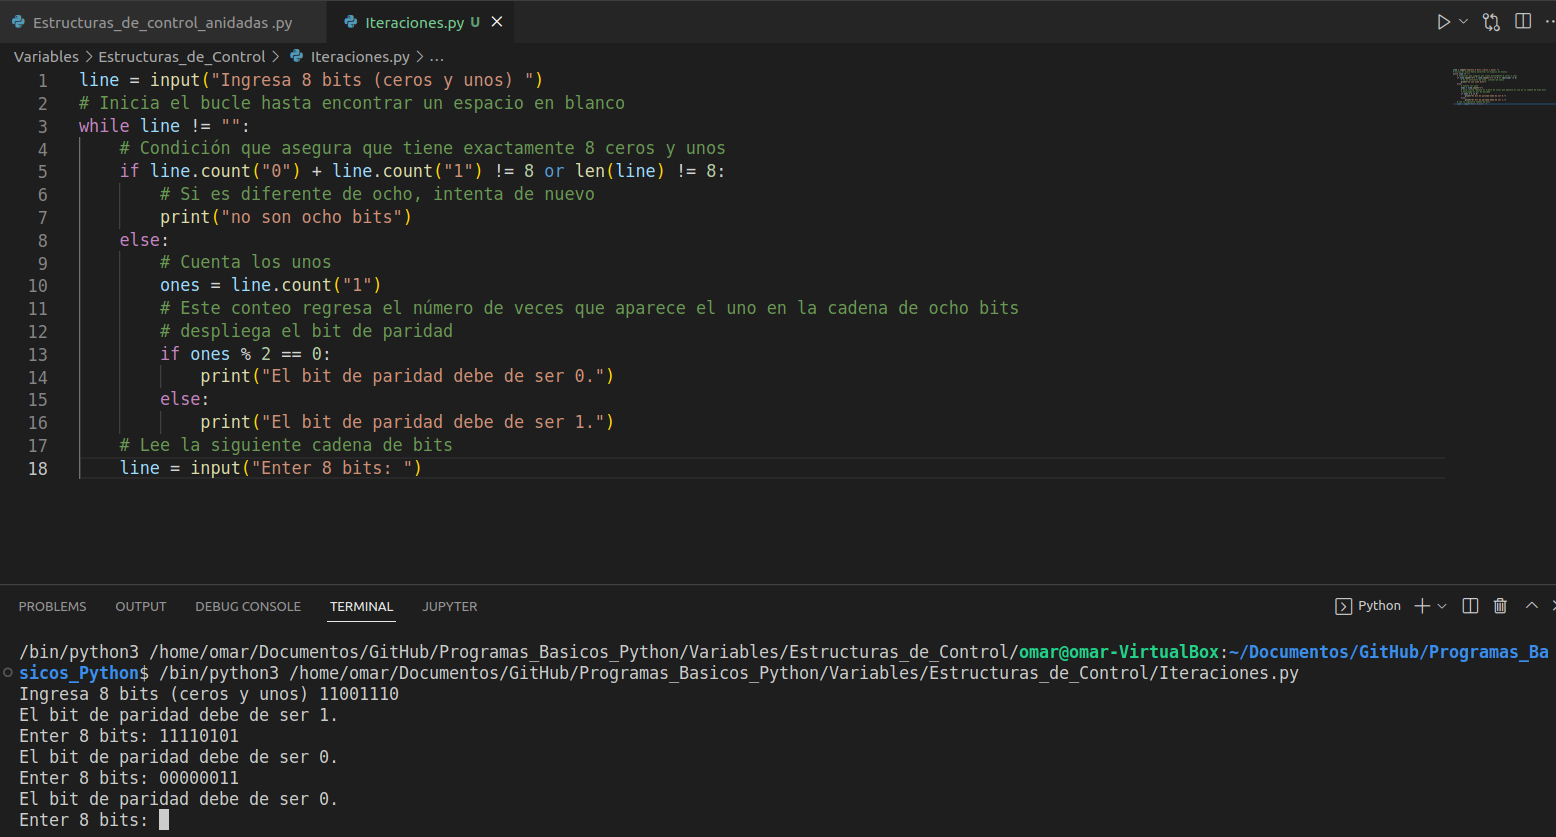 Estructuras_de_control_anidadas .py Iteraciones.py U
Variables > Estructuras_de_Control > Iteraciones.py > ...
1 line = input("Ingresa 8 bits (ceros y unos) ")
2 # Inicia el bucle hasta encontrar un espacio en blanco
3 while line != "":
4 # Condición que asegura que tiene exactamente 8 ceros y unos
5 if line.count("0") + line.count("1") != 8 or len(line) != 8:
6 # Si es diferente de ocho, intenta de nuevo
7 print("no son ocho bits")
8 else:
9 # Cuenta los unos
10 ones = line.count("1")
11 # Este conteo regresa el número de veces que aparece el uno en la cadena de ocho bits
12 # despliega el bit de paridad
13 if ones % 2 == 0:
14 print("El bit de paridad debe de ser 0.")
15 else:
16 print("El bit de paridad debe de ser 1.")
17 # Lee la siguiente cadena de bits
18 line = input("Enter 8 bits: ")
PROBLEMS OUTPUT DEBUG CONSOLE TERMINAL JUPYTER Python
/bin/python3 /home/omar/Documentos/GitHub/Programas_Basicos_Python/Variables/Estructuras_de_Control/omar@omar-VirtualBox:~/Documentos/GitHub/Programas_Ba
sicos_Python$ /bin/python3 /home/omar/Documentos/GitHub/Programas_Basicos_Python/Variables/Estructuras_de_Control/Iteraciones.py
Ingresa 8 bits (ceros y unos) 11001110
El bit de paridad debe de ser 1.
Enter 8 bits: 11110101
El bit de paridad debe de ser 0.
Enter 8 bits: 00000011
El bit de paridad debe de ser 0.
Enter 8 bits: